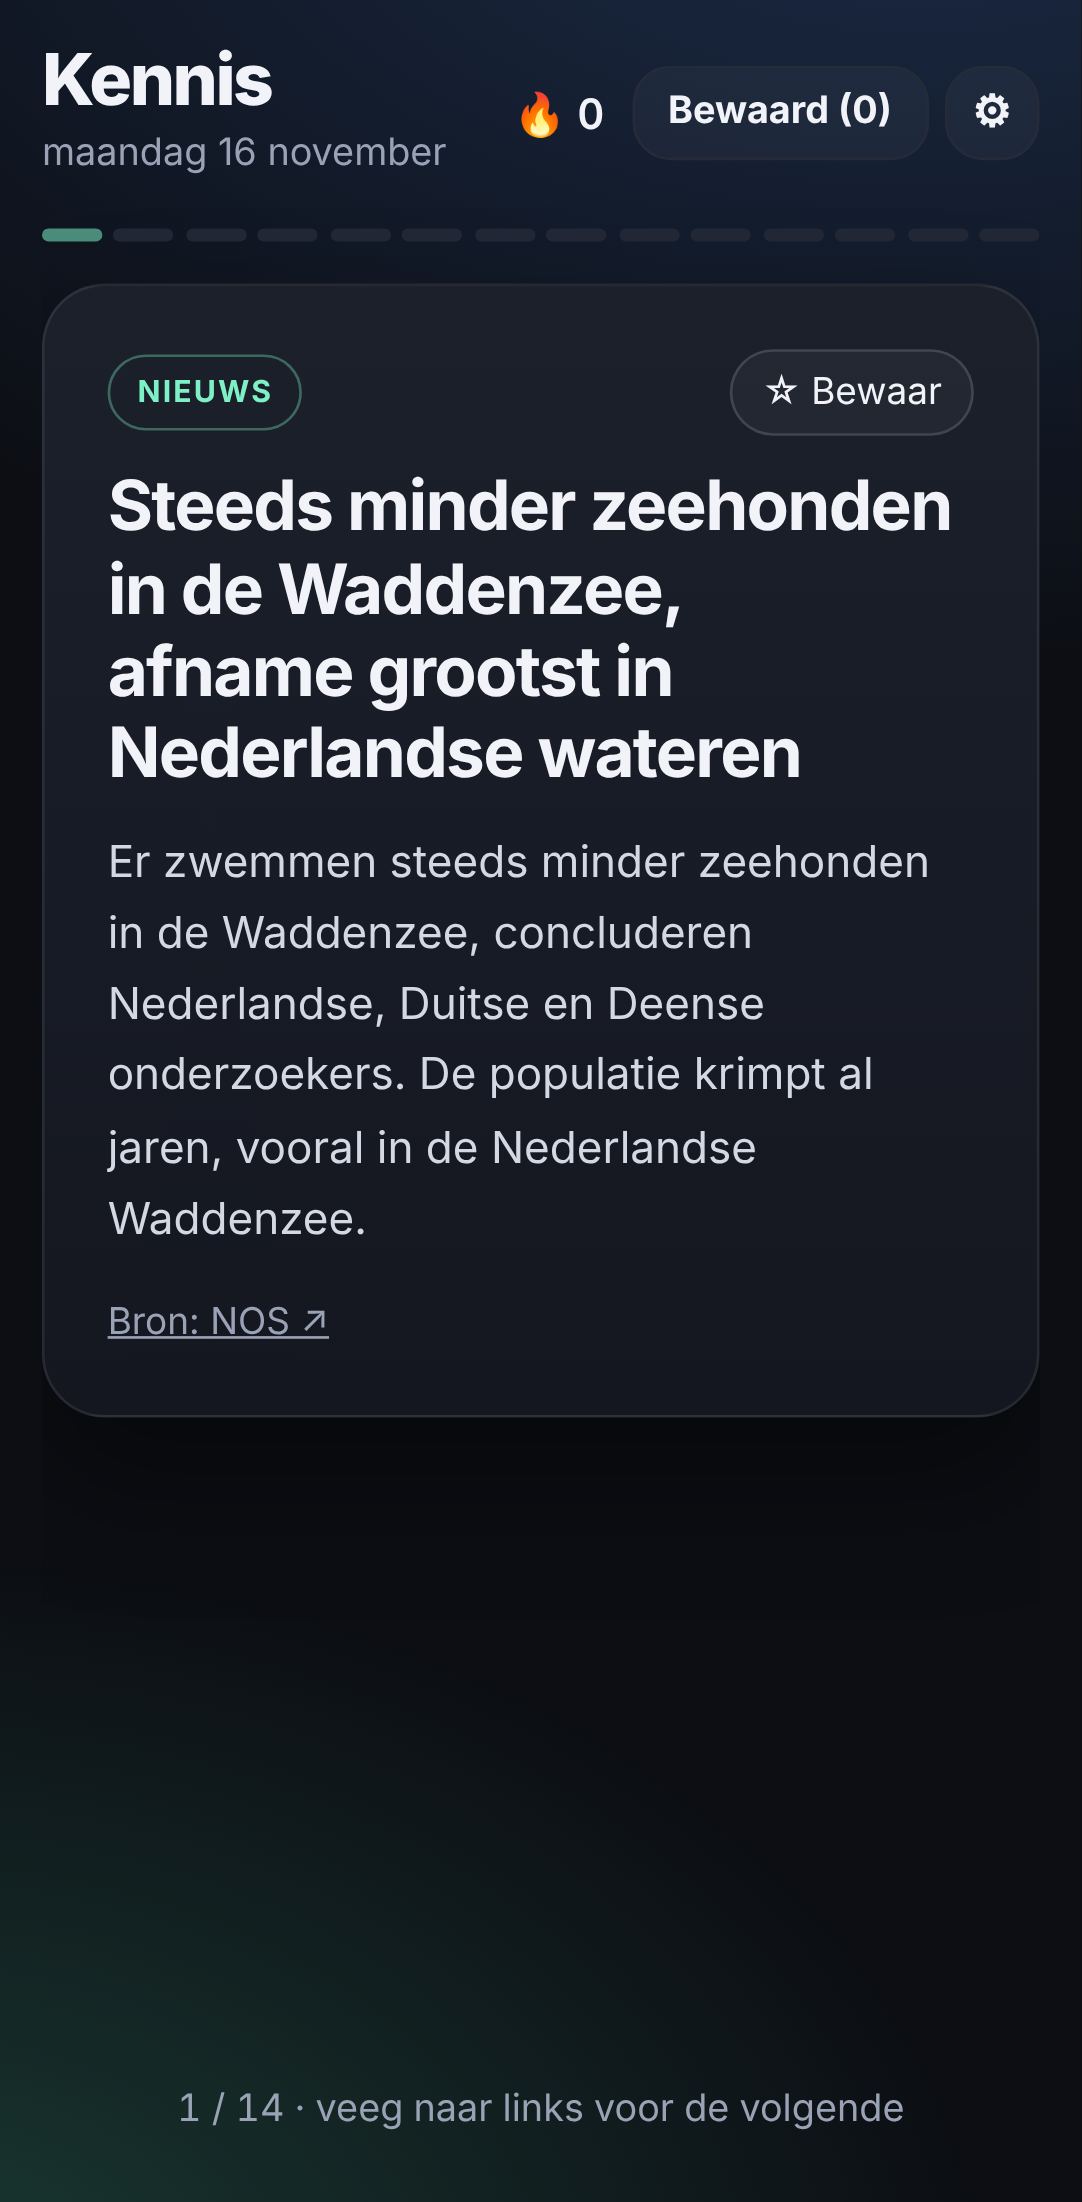 Kennis
maandag 16 november
🔥 0
Bewaard (0)
⚙
NIEUWS
☆ Bewaar
Steeds minder zeehonden
in de Waddenzee,
afname grootst in
Nederlandse wateren
Er zwemmen steeds minder zeehonden
in de Waddenzee, concluderen
Nederlandse, Duitse en Deense
onderzoekers. De populatie krimpt al
jaren, vooral in de Nederlandse
Waddenzee.
Bron: NOS ↗
1 / 14 · veeg naar links voor de volgende